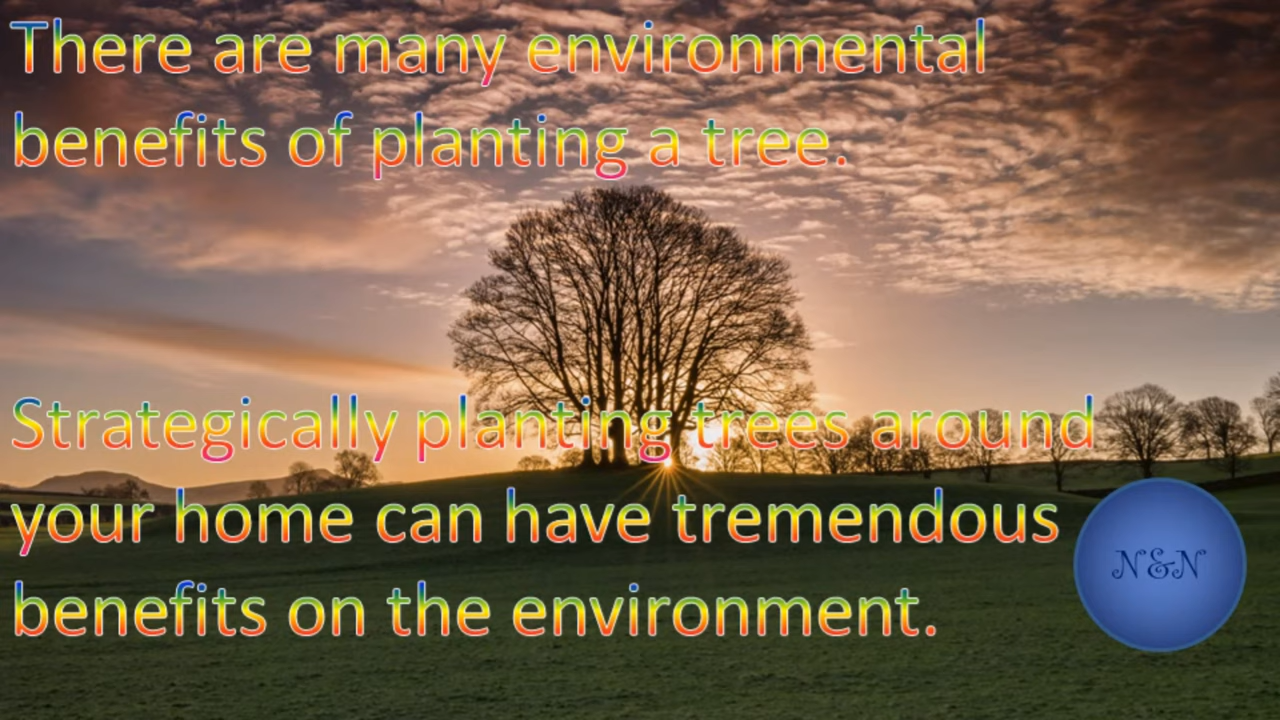 There are many environmental
benefits of planting a tree.
Strategically planting trees around
your home can have tremendous
benefits on the environment.
N&N